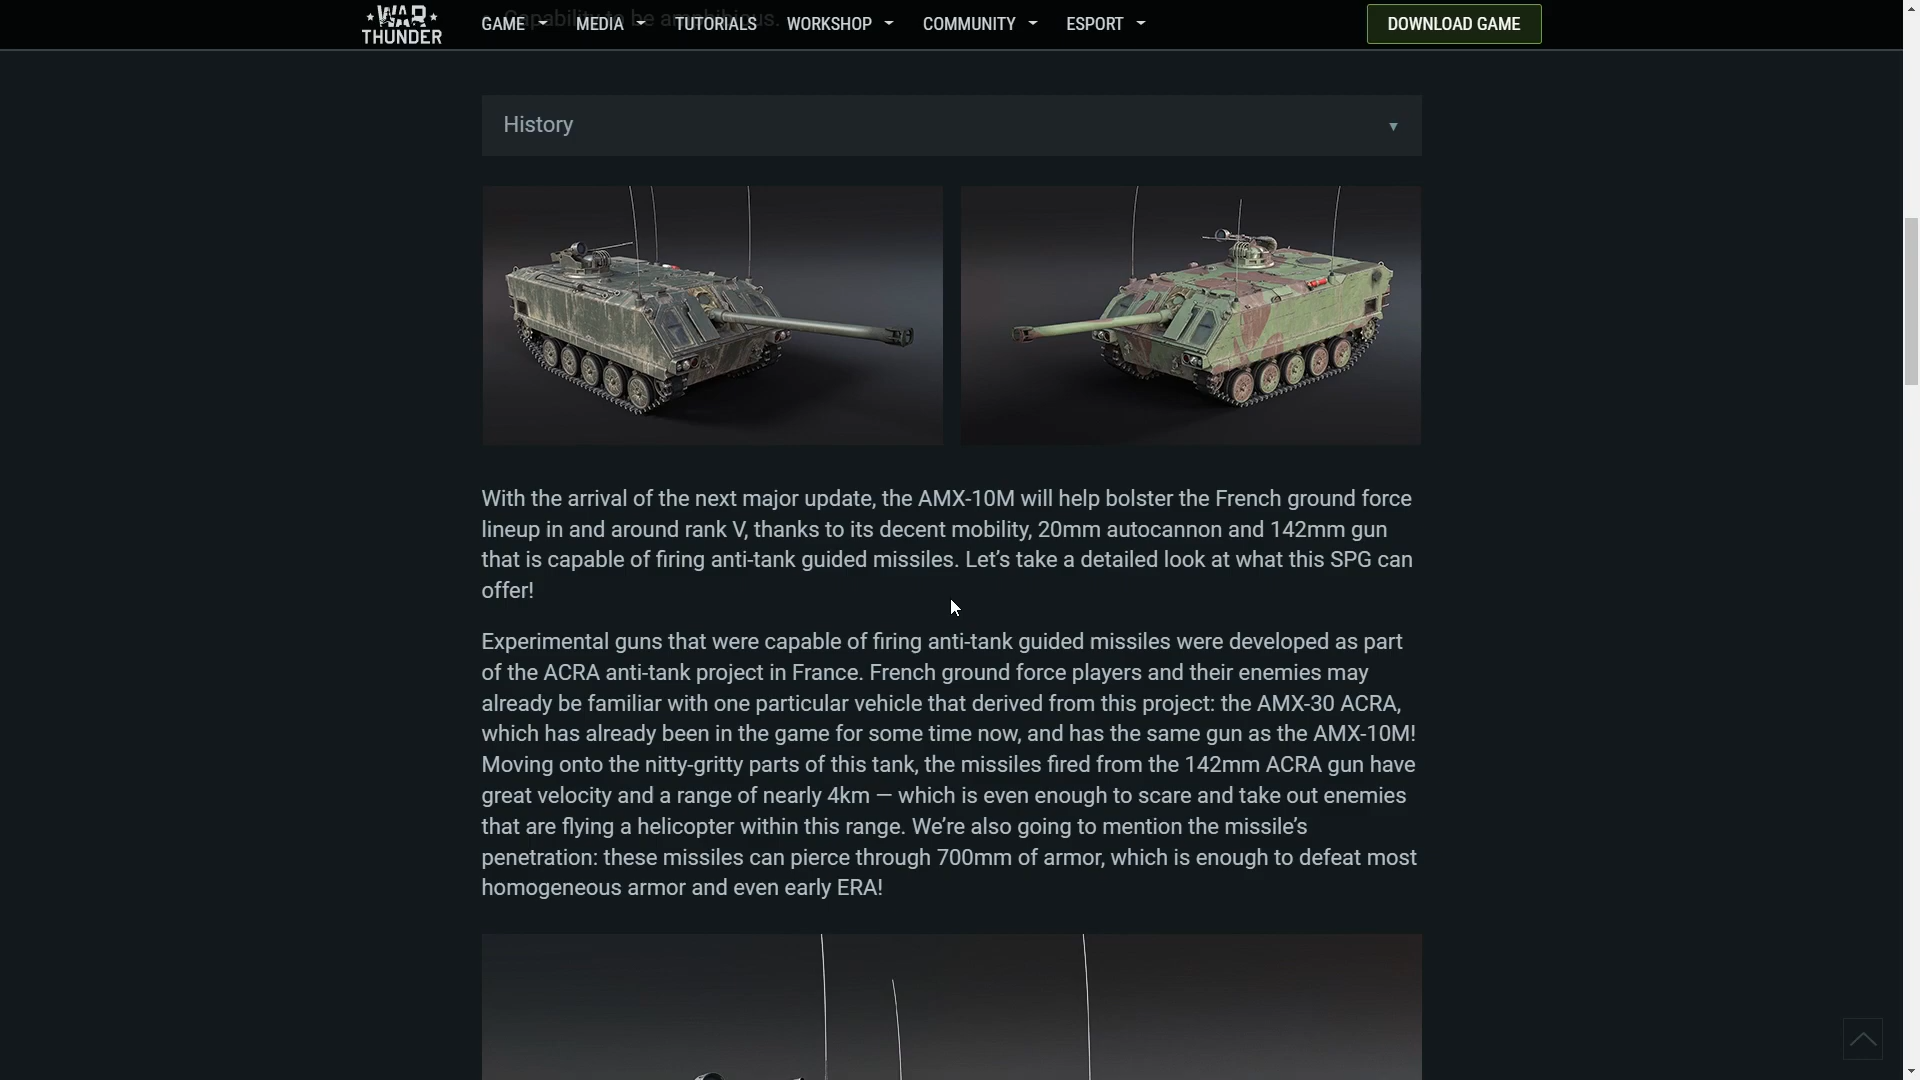 WAR
THUNDER
GAME
MEDIA
TUTORIALS
WORKSHOP
COMMUNITY
ESPORT
DOWNLOAD GAME
Capability to be amphibious.
History
With the arrival of the next major update, the AMX-10M will help bolster the French ground force
lineup in and around rank V, thanks to its decent mobility, 20mm autocannon and 142mm gun
that is capable of firing anti-tank guided missiles. Let’s take a detailed look at what this SPG can
offer!
Experimental guns that were capable of firing anti-tank guided missiles were developed as part
of the ACRA anti-tank project in France. French ground force players and their enemies may
already be familiar with one particular vehicle that derived from this project: the AMX-30 ACRA,
which has already been in the game for some time now, and has the same gun as the AMX-10M!
Moving onto the nitty-gritty parts of this tank, the missiles fired from the 142mm ACRA gun have
great velocity and a range of nearly 4km — which is even enough to scare and take out enemies
that are flying a helicopter within this range. We’re also going to mention the missile’s
penetration: these missiles can pierce through 700mm of armor, which is enough to defeat most
homogeneous armor and even early ERA!